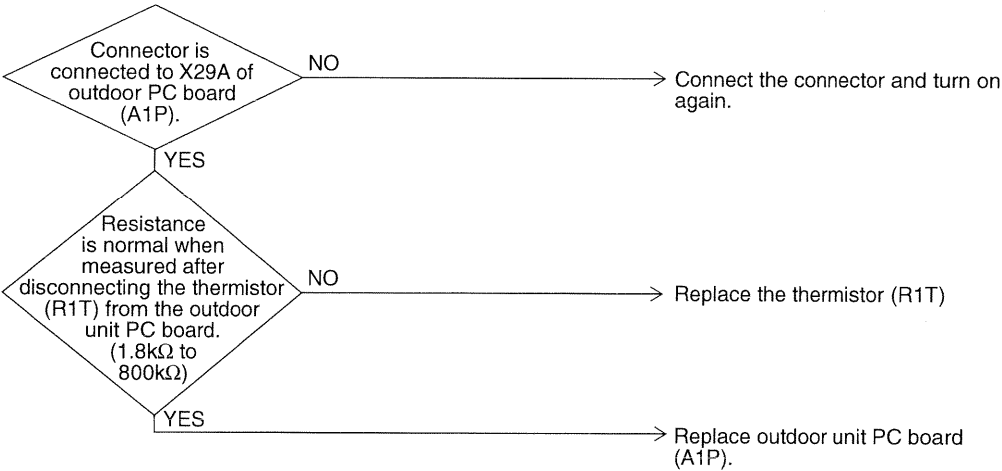 Connector is
connected to X29A of
outdoor PC board
(A1P).
NO
Connect the connector and turn on
again.
YES
Resistance
is normal when
measured after
disconnecting the thermistor
(R1T) from the outdoor
unit PC board.
(1.8kΩ to
800kΩ)
NO
Replace the thermistor (R1T)
YES
Replace outdoor unit PC board
(A1P).